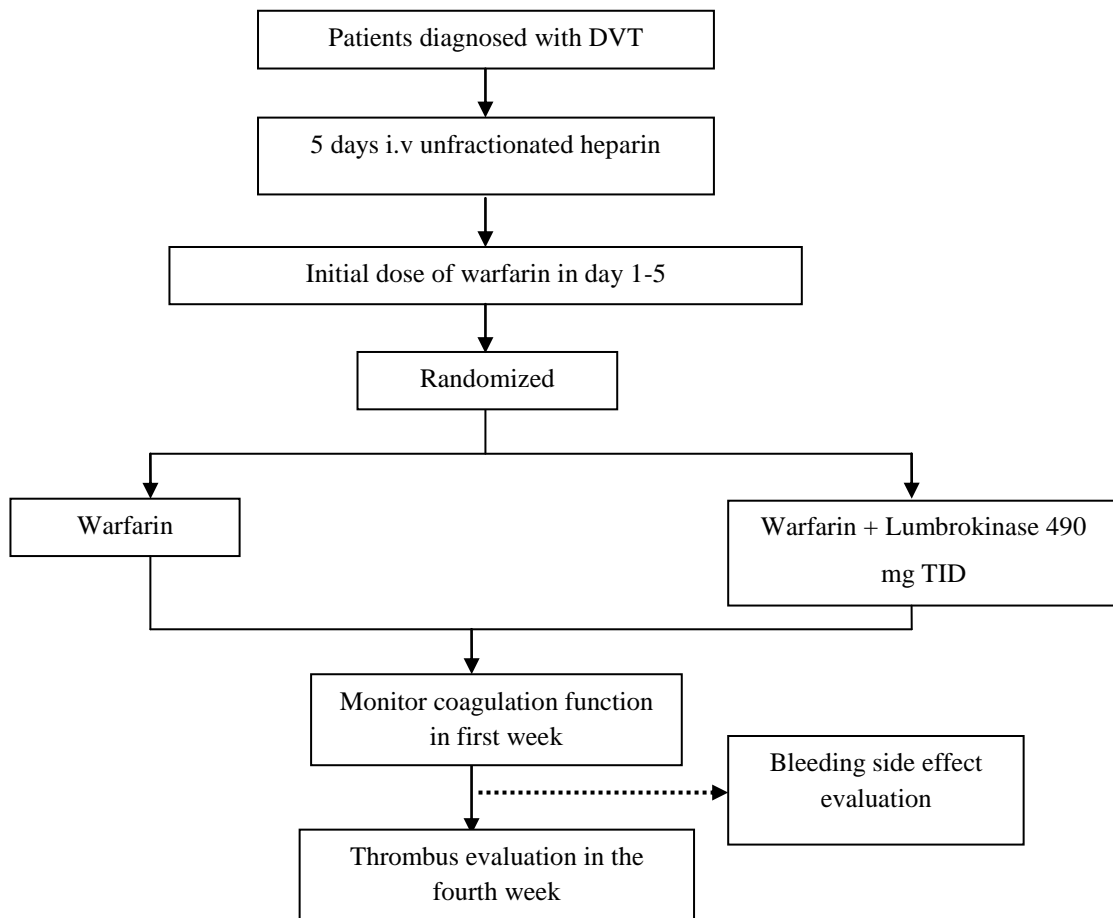 Patients diagnosed with DVT
5 days i.v unfractionated heparin
Initial dose of warfarin in day 1-5
Randomized
Warfarin
Warfarin + Lumbrokinase 490
mg TID
Monitor coagulation function
in first week
Bleeding side effect
evaluation
Thrombus evaluation in the
fourth week